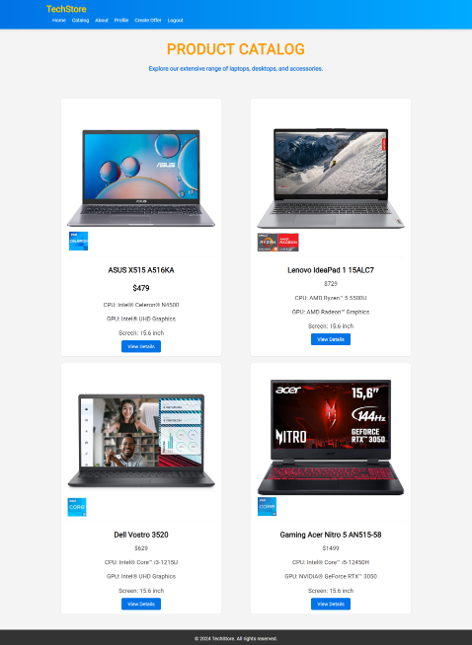 TechStore
Home Catalog About Profile Create Offer Logout
PRODUCT CATALOG
Explore our extensive range of laptops, desktops, and accessories.
ASUS
ASUS X515 A516KA
$479
CPU: Intel® Celeron® N4500
GPU: Intel® UHD Graphics
Screen: 15.6 inch
View Details
RYZEN RADEON
Lenovo IdeaPad 1 15ALC7
$729
CPU: AMD Ryzen™ 5 5500U
GPU: AMD Radeon™ Graphics
Screen: 15.6 inch
View Details
CORE
Dell Vostro 3520
$629
CPU: Intel® Core™ i3-1215U
GPU: Intel® UHD Graphics
Screen: 15.6 inch
View Details
acer
15,6”
144Hz
NITRO
GEFORCE
RTX™ 3050
CORE
Gaming Acer Nitro 5 AN515-58
$1499
CPU: Intel® Core™ i5-12450H
GPU: NVIDIA® GeForce RTX™ 3050
Screen: 15.6 inch
View Details
© 2024 TechStore. All rights reserved.